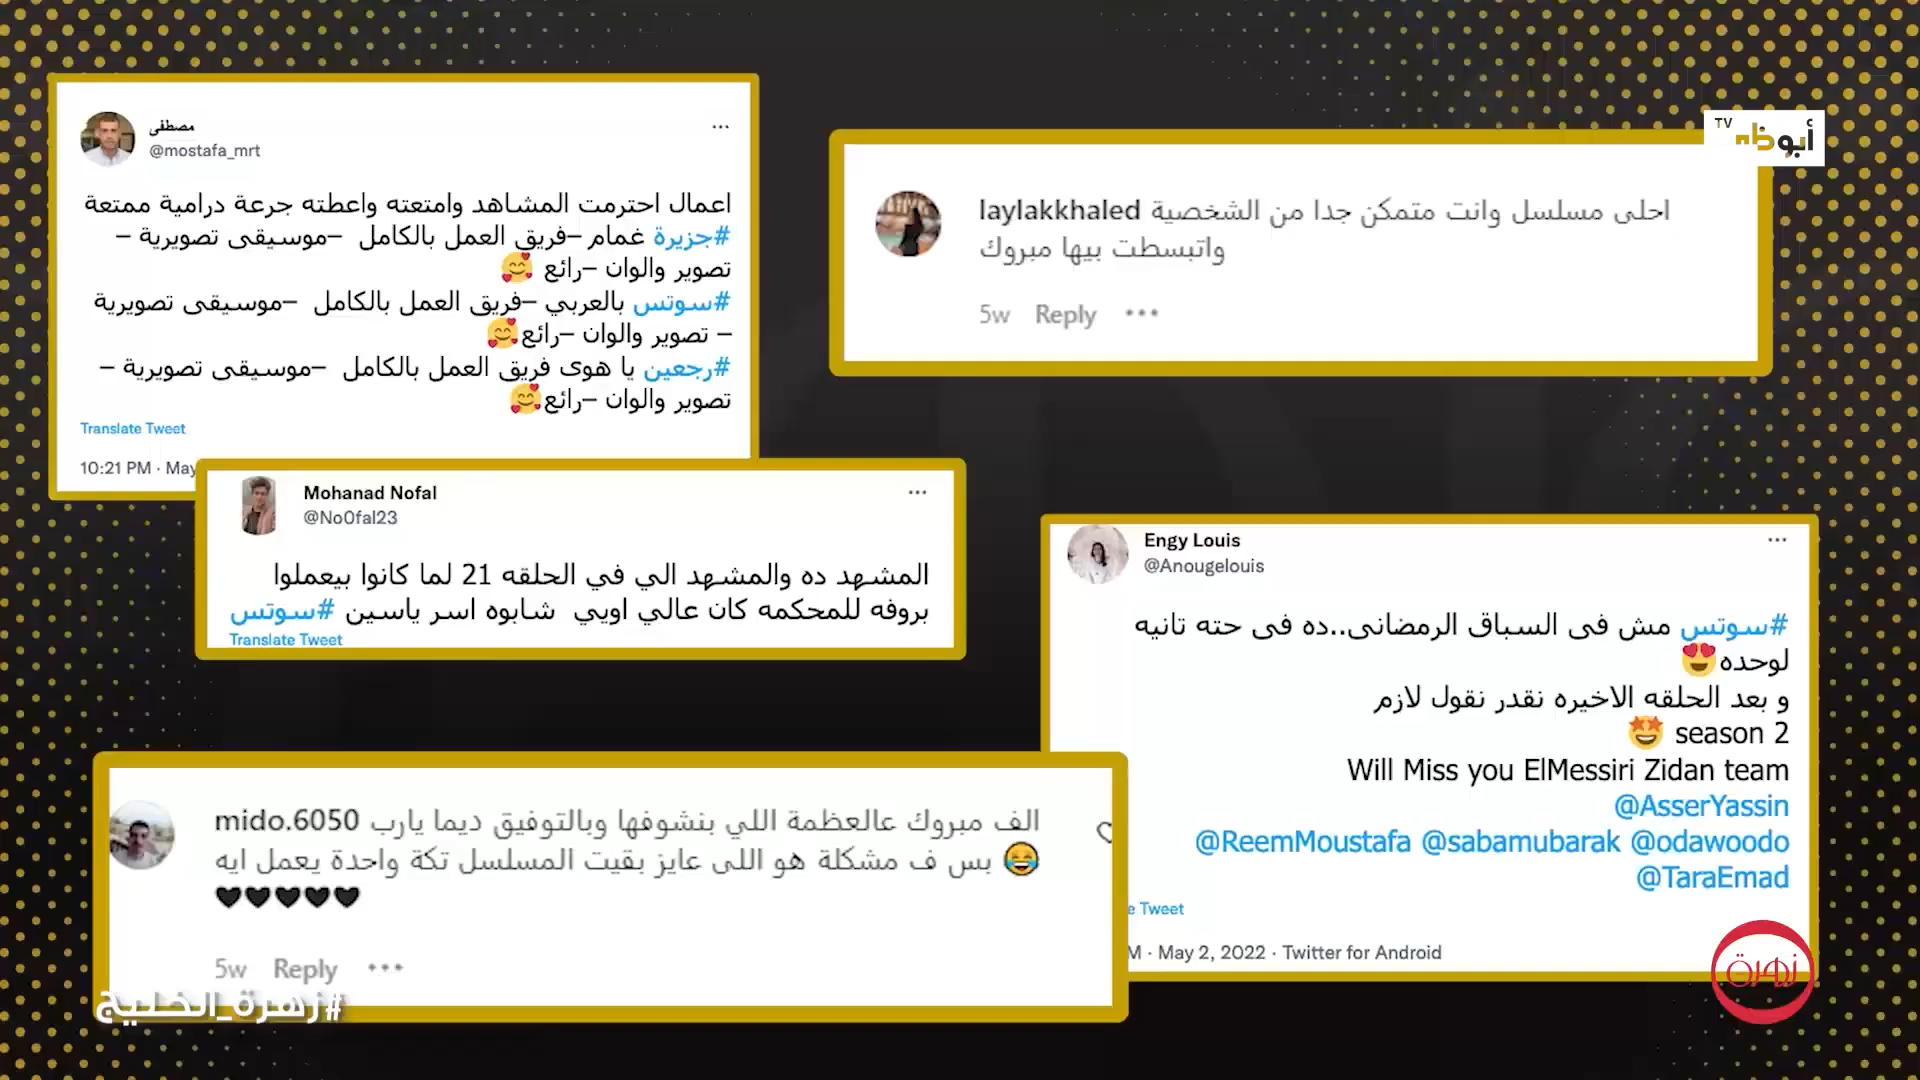 مصطفى
@mostafa_mrt
اعمال احترمت المشاهد وامتعته واعطته جرعة درامية ممتعة
#جزيرة غمام –فريق العمل بالكامل –موسيقى تصويرية –
تصوير والوان –رائع 🥰
#سوتس بالعربي –فريق العمل بالكامل –موسيقى تصويرية
– تصوير والوان –رائع🥰
#رجعين يا هوى فريق العمل بالكامل –موسيقى تصويرية –
تصوير والوان –رائع🥰
Translate Tweet
10:21 PM · May
أبوظبي TV
laylakkhaled احلى مسلسل وانت متمكن جدا من الشخصية
واتبسطت بيها مبروك
5w Reply •••
Mohanad Nofal
@No0fal23
المشهد ده والمشهد الي في الحلقه 21 لما كانوا بيعملوا
بروفه للمحكمه كان عالي اويي شابوه اسر ياسين #سوتس
Translate Tweet
Engy Louis
@Anougelouis
#سوتس مش فى السباق الرمضانى..ده فى حته تانيه
لوحده😍
و بعد الحلقه الاخيره نقدر نقول لازم
season 2 🤩
Will Miss you ElMessiri Zidan team
@AsserYassin
@ReemMoustafa @sabamubarak @odawoodo
@TaraEmad
e Tweet
M · May 2, 2022 · Twitter for Android
mido.6050 الف مبروك عالعظمة اللي بنشوفها وبالتوفيق ديما يارب
😂 بس ف مشكلة هو اللى عايز بقيت المسلسل تكة واحدة يعمل ايه
🖤🖤🖤🖤🖤
5w Reply •••
#زهرة_الخليج
زهرة